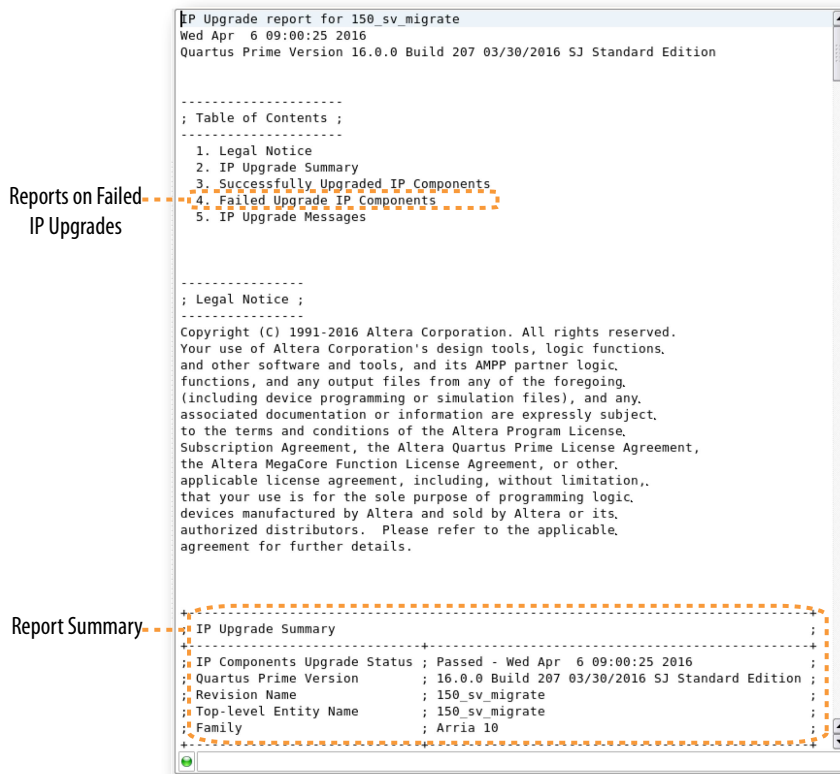 IP Upgrade report for 150_sv_migrate
Wed Apr  6 09:00:25 2016
Quartus Prime Version 16.0.0 Build 207 03/30/2016 SJ Standard Edition
---------------------
; Table of Contents ;
---------------------
1. Legal Notice
2. IP Upgrade Summary
3. Successfully Upgraded IP Components
4. Failed Upgrade IP Components
5. IP Upgrade Messages
Reports on Failed
IP Upgrades
----------------
; Legal Notice ;
----------------
Copyright (C) 1991-2016 Altera Corporation. All rights reserved.
Your use of Altera Corporation's design tools, logic functions
and other software and tools, and its AMPP partner logic
functions, and any output files from any of the foregoing
(including device programming or simulation files), and any
associated documentation or information are expressly subject
to the terms and conditions of the Altera Program License
Subscription Agreement, the Altera Quartus Prime License Agreement,
the Altera MegaCore Function License Agreement, or other
applicable license agreement, including, without limitation,
that your use is for the sole purpose of programming logic
devices manufactured by Altera and sold by Altera or its
authorized distributors.  Please refer to the applicable
agreement for further details.
Report Summary
+-------------------------------------------------------------------------------+
; IP Upgrade Summary ;
+------------------------------+------------------------------------------------+
; IP Components Upgrade Status ; Passed - Wed Apr  6 09:00:25 2016 ;
; Quartus Prime Version ; 16.0.0 Build 207 03/30/2016 SJ Standard Edition ;
; Revision Name ; 150_sv_migrate ;
; Top-level Entity Name ; 150_sv_migrate ;
; Family ; Arria 10 ;
+------------------------------+------------------------------------------------+